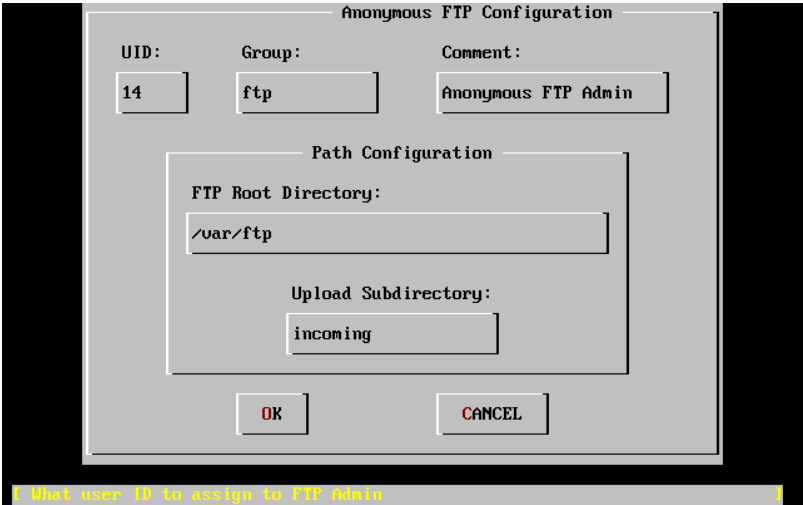 Anonymous FTP Configuration
UID: Group: Comment:
14 ftp Anonymous FTP Admin
Path Configuration
FTP Root Directory:
/var/ftp
Upload Subdirectory:
incoming
OK CANCEL
[ What user ID to assign to FTP Admin ]